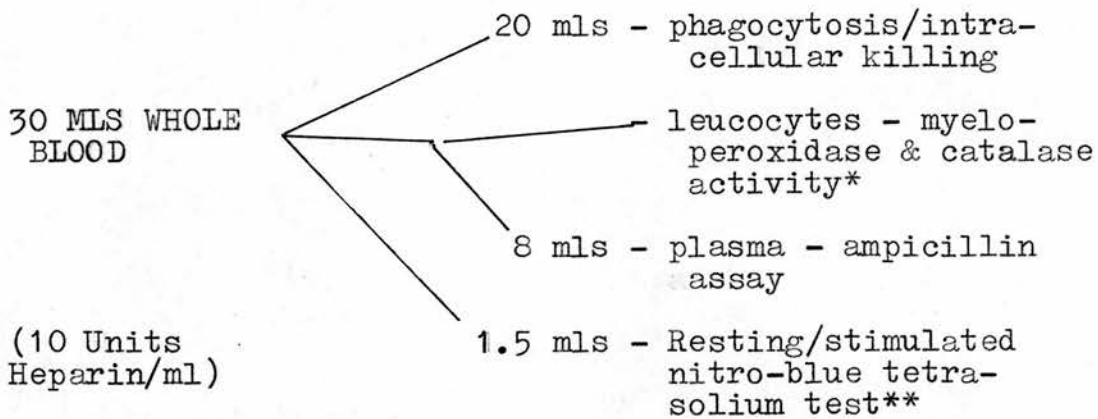 20 mls - phagocytosis/intra-
cellular killing
30 MLS WHOLE
BLOOD
- leucocytes - myelo-
peroxidase & catalase
activity*
8 mls - plasma - ampicillin
assay
(10 Units
Heparin/ml)
1.5 mls - Resting/stimulated
nitro-blue tetra-
solium test**